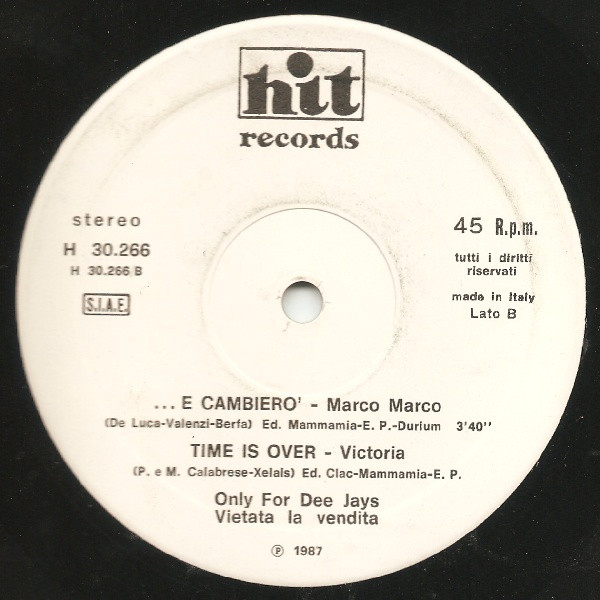 hit
records
stereo
H 30.266
H 30.266 B
S.I.A.E.
45 R.p.m.
tutti i diritti
riservati
made in Italy
Lato B
... E CAMBIERO' - Marco Marco
(De Luca-Valenzi-Berfa) Ed. Mammamia-E. P.-Durium 3'40''
TIME IS OVER - Victoria
(P. e M. Calabrese-Xelais) Ed. Clac-Mammamia-E. P.
Only For Dee Jays
Vietata la vendita
℗ 1987